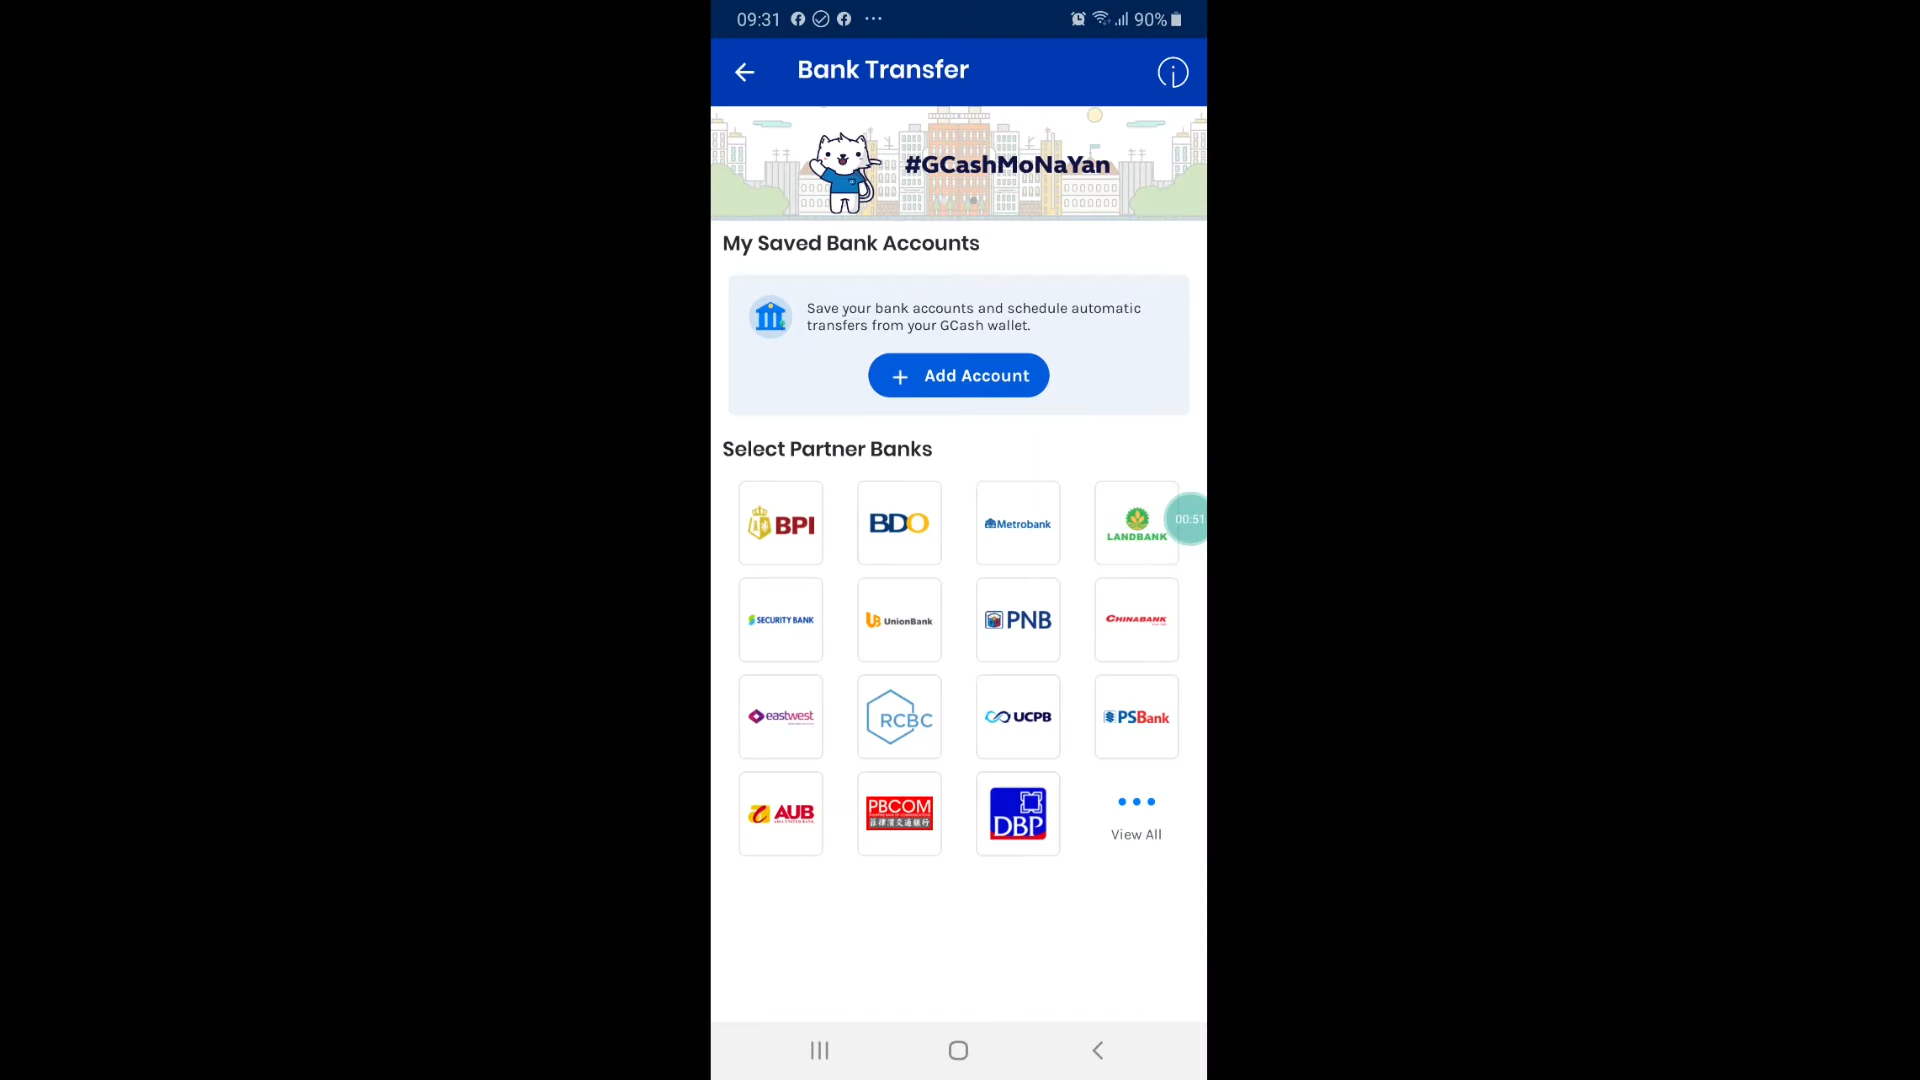 09:31
90%
Bank Transfer
#GCashMoNaYan
My Saved Bank Accounts
Save your bank accounts and schedule automatic
transfers from your GCash wallet.
+ Add Account
Select Partner Banks
BPI
BDO
Metrobank
LANDBANK
00:51
SECURITY BANK
UnionBank
PNB
CHINABANK
eastwest
RCBC
UCPB
PSBank
AUB
PBCOM
DBP
View All